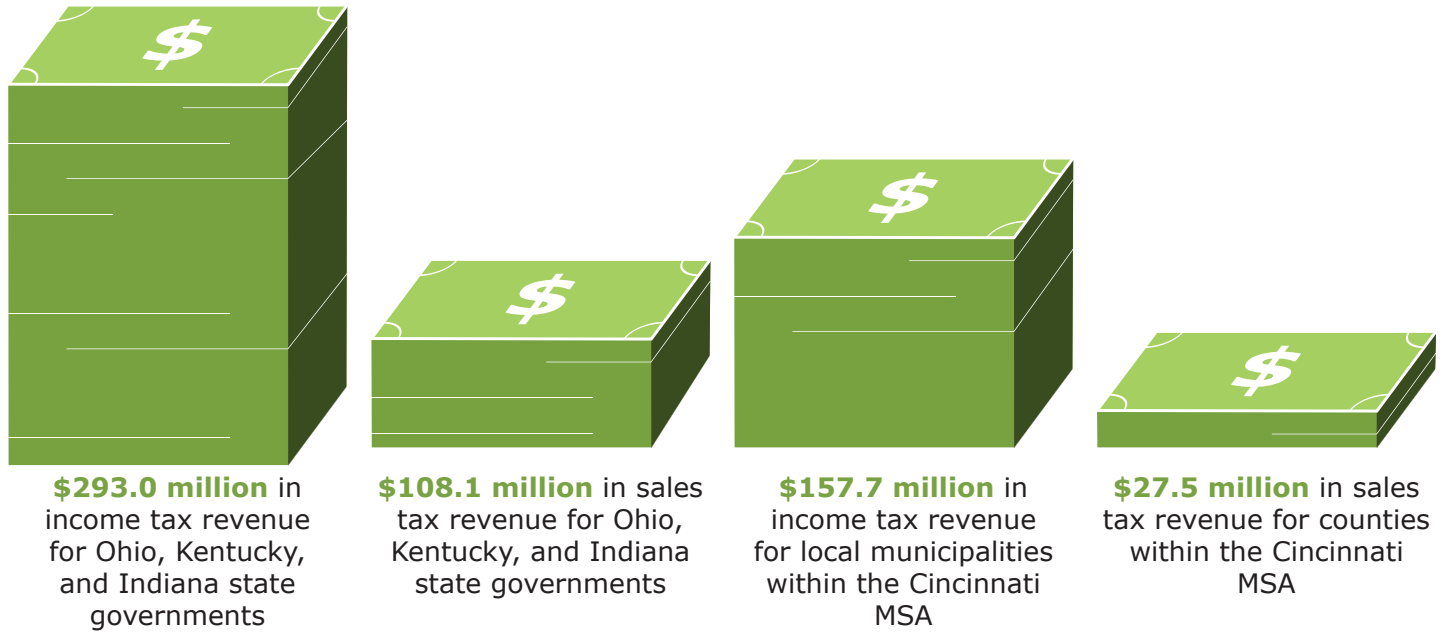 $
$
$
$
$293.0 million in
income tax revenue
for Ohio, Kentucky,
and Indiana state
governments
$108.1 million in sales
tax revenue for Ohio,
Kentucky, and Indiana
state governments
$157.7 million in
income tax revenue
for local municipalities
within the Cincinnati
MSA
$27.5 million in sales
tax revenue for counties
within the Cincinnati
MSA